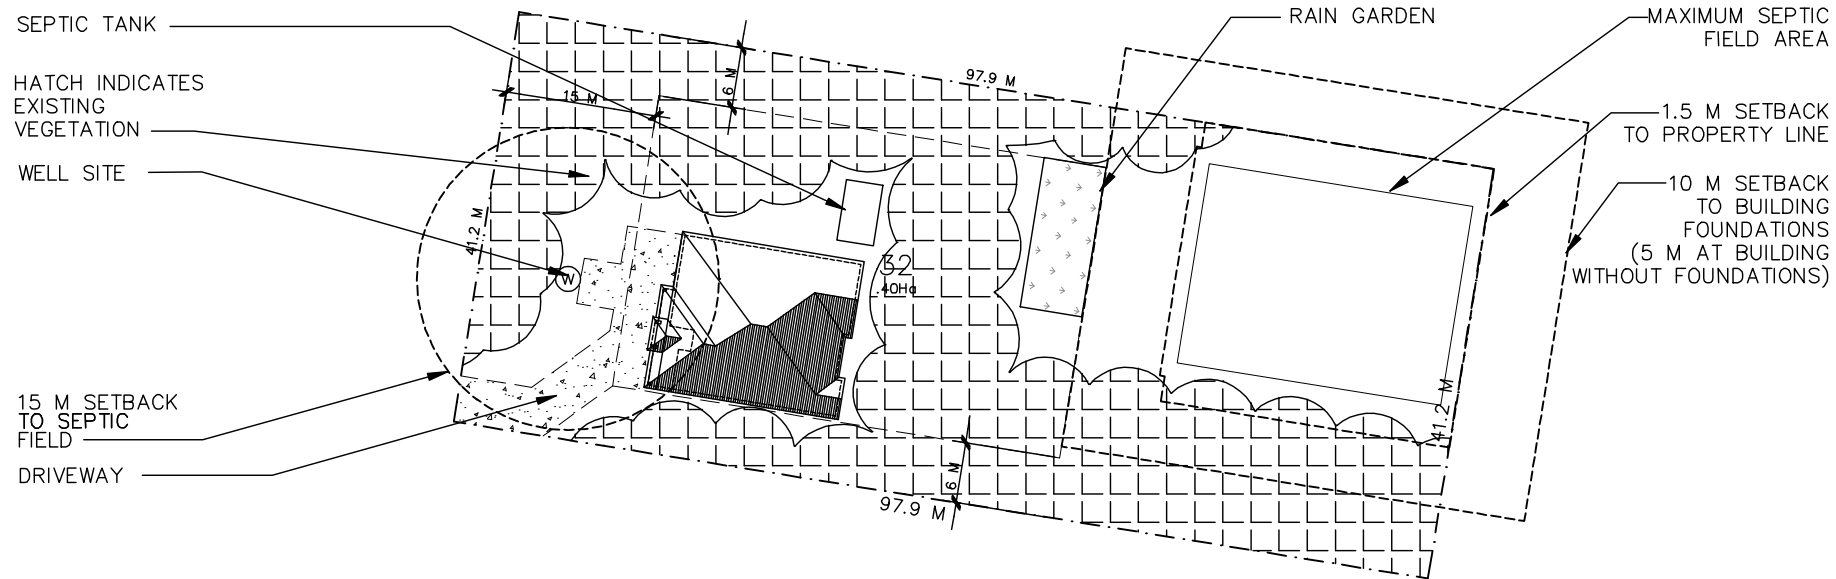 SEPTIC TANK
HATCH INDICATES
EXISTING
VEGETATION
WELL SITE
15 M SETBACK
TO SEPTIC
FIELD
DRIVEWAY
15 M
6 M
97.9 M
41.2 M
W
32
.40Ha
6 M
97.9 M
41.2 M
RAIN GARDEN
MAXIMUM SEPTIC
FIELD AREA
1.5 M SETBACK
TO PROPERTY LINE
10 M SETBACK
TO BUILDING
FOUNDATIONS
(5 M AT BUILDING
WITHOUT FOUNDATIONS)